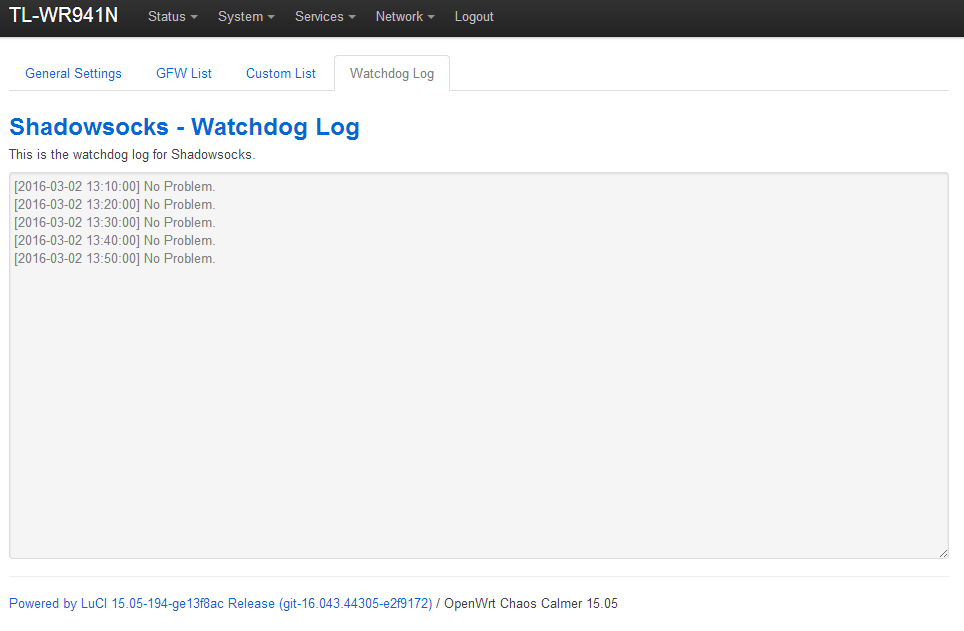 TL-WR941N Status System Services Network Logout
General Settings GFW List Custom List Watchdog Log
Shadowsocks - Watchdog Log
This is the watchdog log for Shadowsocks.
[2016-03-02 13:10:00] No Problem.
[2016-03-02 13:20:00] No Problem.
[2016-03-02 13:30:00] No Problem.
[2016-03-02 13:40:00] No Problem.
[2016-03-02 13:50:00] No Problem.
Powered by LuCI 15.05-194-ge13f8ac Release (git-16.043.44305-e2f9172) / OpenWrt Chaos Calmer 15.05